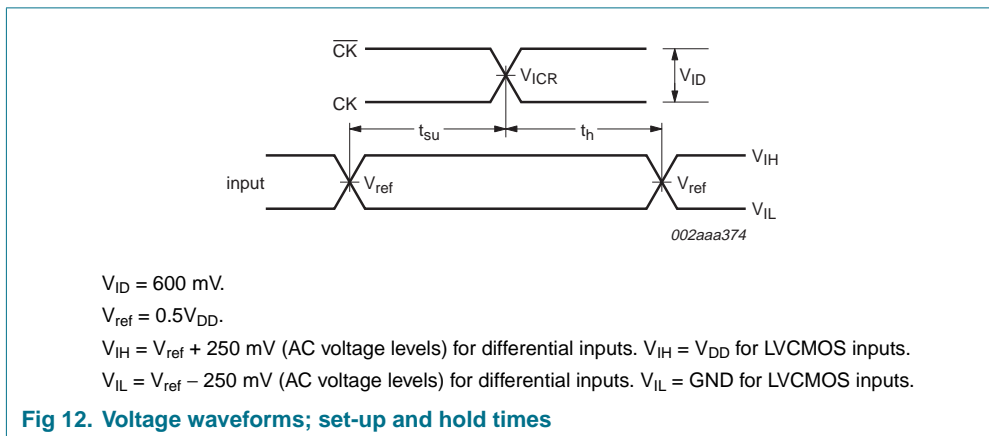 C̅K̅
V_ICR
V_ID
CK
t_su
t_h
V_IH
input
V_ref
V_ref
V_IL
002aaa374
V_ID = 600 mV.
V_ref = 0.5V_DD.
V_IH = V_ref + 250 mV (AC voltage levels) for differential inputs. V_IH = V_DD for LVCMOS inputs.
V_IL = V_ref − 250 mV (AC voltage levels) for differential inputs. V_IL = GND for LVCMOS inputs.
Fig 12. Voltage waveforms; set-up and hold times